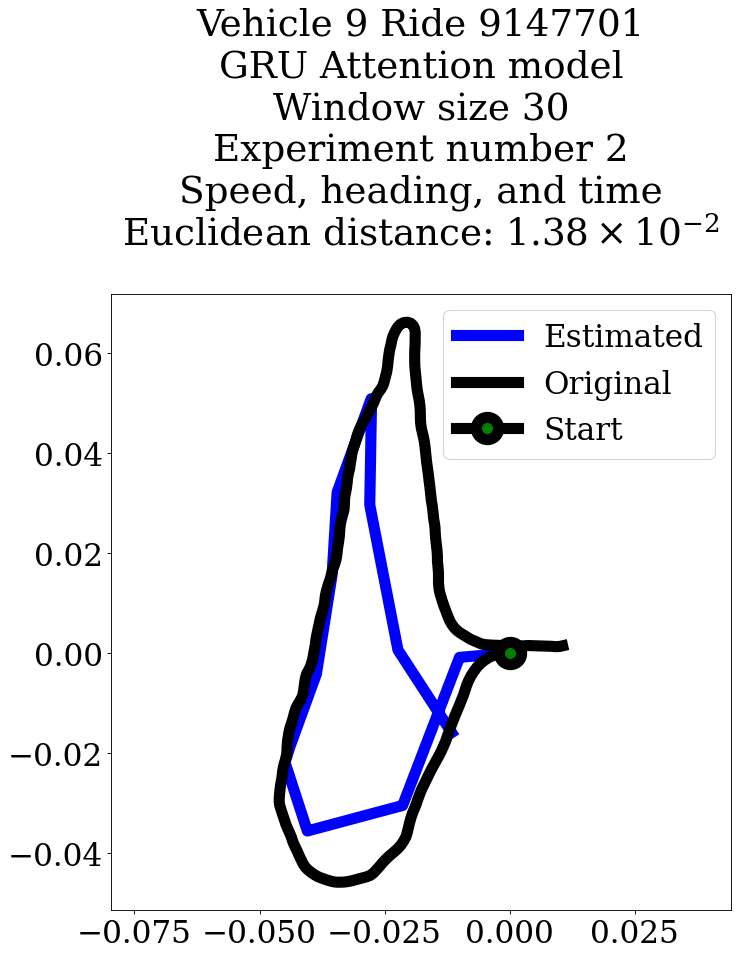 Vehicle 9 Ride 9147701
GRU Attention model
Window size 30
Experiment number 2
Speed, heading, and time
Euclidean distance: 1.38 × 10⁻²
Estimated
Original
Start
0.06
0.04
0.02
0.00
−0.02
−0.04
−0.075 −0.050 −0.025 0.000 0.025